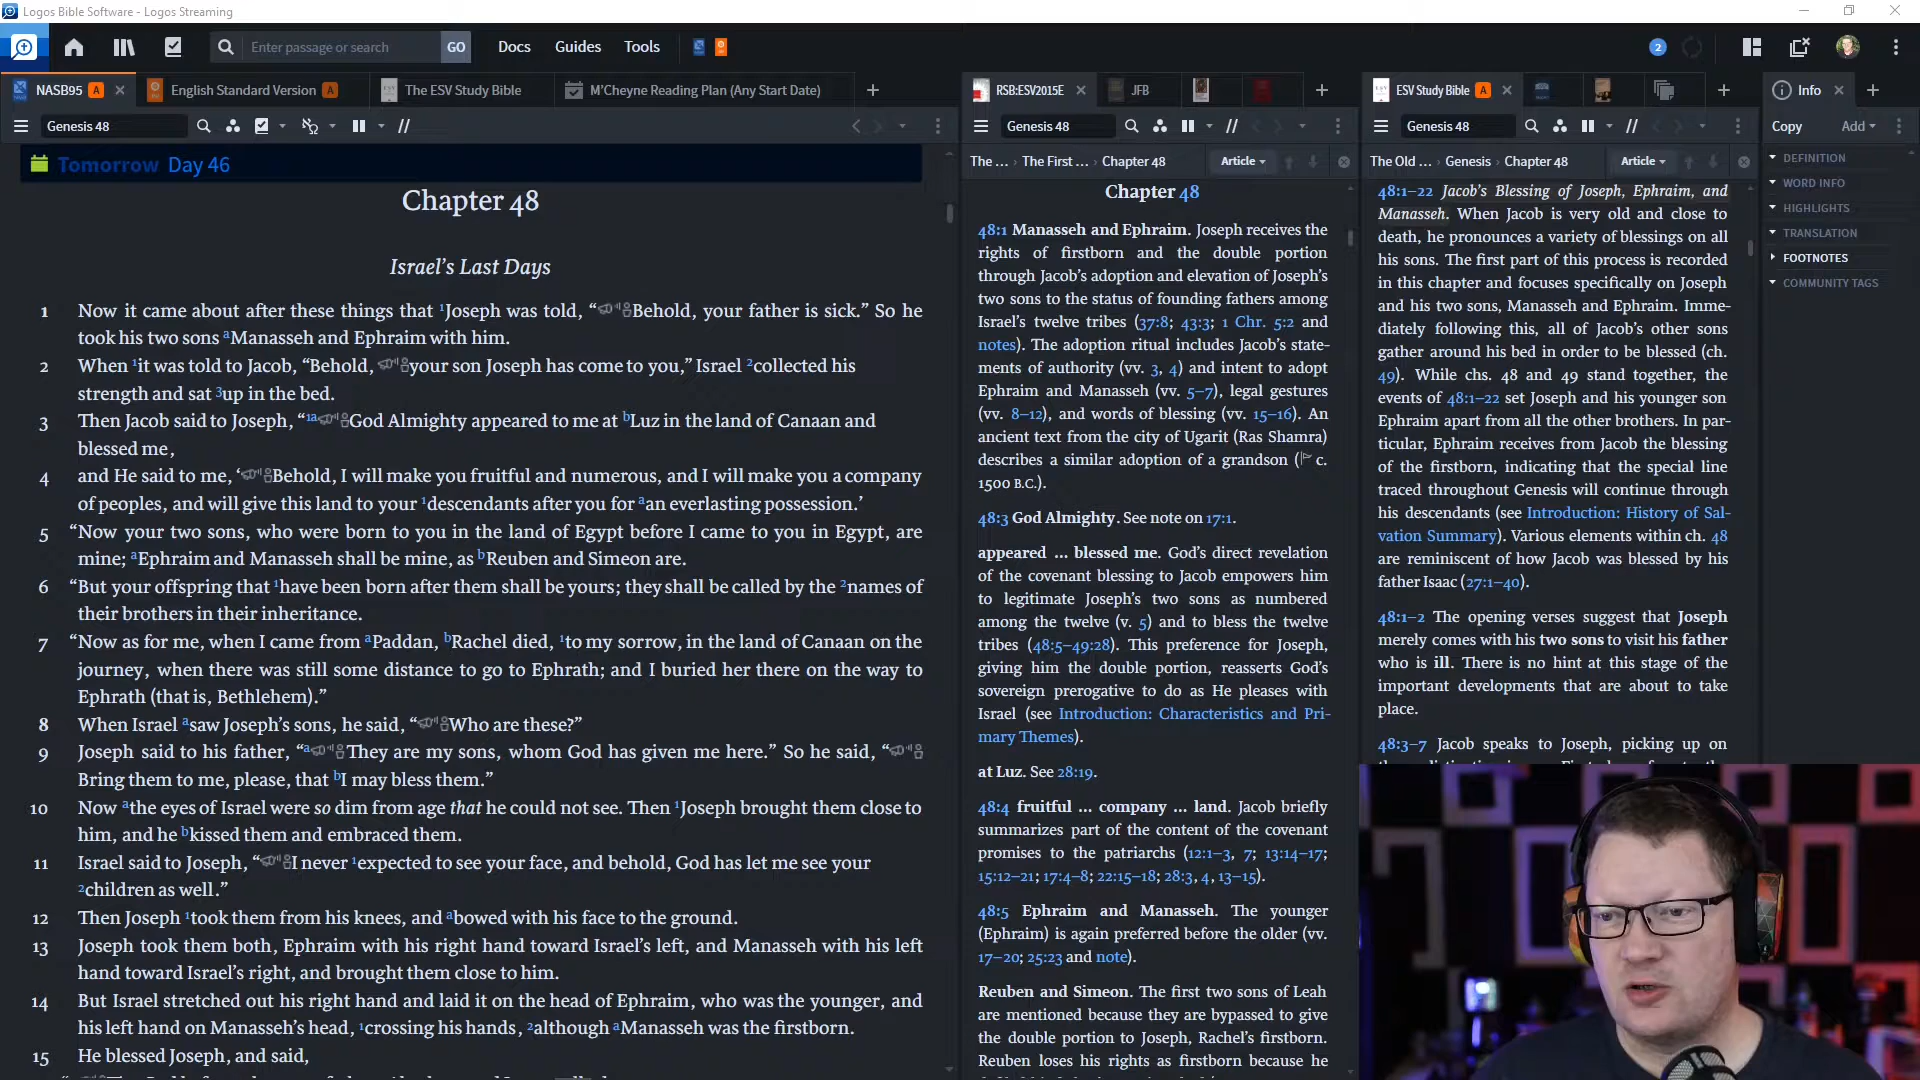 Logos Bible Software - Logos Streaming
Enter passage or search
GO
Docs
Guides
Tools
2
NASB95
A
English Standard Version
A
The ESV Study Bible
M'Cheyne Reading Plan (Any Start Date)
Genesis 48
Tomorrow Day 46
Chapter 48
Israel's Last Days
1 Now it came about after these things that 1Joseph was told, “Behold, your father is sick.” So he
took his two sons aManasseh and Ephraim with him.
2 When 1it was told to Jacob, “Behold, your son Joseph has come to you,” Israel 2collected his
strength and sat 3up in the bed.
3 Then Jacob said to Joseph, “1aGod Almighty appeared to me at bLuz in the land of Canaan and
blessed me,
4 and He said to me, ‘Behold, I will make you fruitful and numerous, and I will make you a company
of peoples, and will give this land to your 1descendants after you for aan everlasting possession.’
5 “Now your two sons, who were born to you in the land of Egypt before I came to you in Egypt, are
mine; aEphraim and Manasseh shall be mine, as bReuben and Simeon are.
6 “But your offspring that 1have been born after them shall be yours; they shall be called by the 2names of
their brothers in their inheritance.
7 “Now as for me, when I came from aPaddan, bRachel died, 1to my sorrow, in the land of Canaan on the
journey, when there was still some distance to go to Ephrath; and I buried her there on the way to
Ephrath (that is, Bethlehem).”
8 When Israel asaw Joseph's sons, he said, “Who are these?”
9 Joseph said to his father, “aThey are my sons, whom God has given me here.” So he said, “
Bring them to me, please, that bI may bless them.”
10 Now athe eyes of Israel were so dim from age that he could not see. Then 1Joseph brought them close to
him, and he bkissed them and embraced them.
11 Israel said to Joseph, “I never 1expected to see your face, and behold, God has let me see your
2children as well.”
12 Then Joseph 1took them from his knees, and abowed with his face to the ground.
13 Joseph took them both, Ephraim with his right hand toward Israel's left, and Manasseh with his left
hand toward Israel's right, and brought them close to him.
14 But Israel stretched out his right hand and laid it on the head of Ephraim, who was the younger, and
his left hand on Manasseh's head, 1crossing his hands, 2although aManasseh was the firstborn.
15 He blessed Joseph, and said,
RSB:ESV2015E
JFB
Genesis 48
The ... › The First ... › Chapter 48
Article
Chapter 48
48:1 Manasseh and Ephraim. Joseph receives the
rights of firstborn and the double portion
through Jacob's adoption and elevation of Joseph's
two sons to the status of founding fathers among
Israel's twelve tribes (37:8; 43:3; 1 Chr. 5:2 and
notes). The adoption ritual includes Jacob's state-
ments of authority (vv. 3, 4) and intent to adopt
Ephraim and Manasseh (vv. 5–7), legal gestures
(vv. 8–12), and words of blessing (vv. 15–16). An
ancient text from the city of Ugarit (Ras Shamra)
describes a similar adoption of a grandson (c.
1500 B.C.).
48:3 God Almighty. See note on 17:1.
appeared ... blessed me. God's direct revelation
of the covenant blessing to Jacob empowers him
to legitimate Joseph's two sons as numbered
among the twelve (v. 5) and to bless the twelve
tribes (48:5–49:28). This preference for Joseph,
giving him the double portion, reasserts God's
sovereign prerogative to do as He pleases with
Israel (see Introduction: Characteristics and Pri-
mary Themes).
at Luz. See 28:19.
48:4 fruitful ... company ... land. Jacob briefly
summarizes part of the content of the covenant
promises to the patriarchs (12:1–3, 7; 13:14–17;
15:12–21; 17:4–8; 22:15–18; 28:3, 4, 13–15).
48:5 Ephraim and Manasseh. The younger
(Ephraim) is again preferred before the older (vv.
17–20; 25:23 and note).
Reuben and Simeon. The first two sons of Leah
are mentioned because they are bypassed to give
the double portion to Joseph, Rachel's firstborn.
Reuben loses his rights as firstborn because he
ESV Study Bible
A
Genesis 48
The Old ... › Genesis › Chapter 48
Article
48:1–22 Jacob's Blessing of Joseph, Ephraim, and
Manasseh. When Jacob is very old and close to
death, he pronounces a variety of blessings on all
his sons. The first part of this process is recorded
in this chapter and focuses specifically on Joseph
and his two sons, Manasseh and Ephraim. Imme-
diately following this, all of Jacob's other sons
gather around his bed in order to be blessed (ch.
49). While chs. 48 and 49 stand together, the
events of 48:1–22 set Joseph and his younger son
Ephraim apart from all the other brothers. In par-
ticular, Ephraim receives from Jacob the blessing
of the firstborn, indicating that the special line
traced throughout Genesis will continue through
his descendants (see Introduction: History of Sal-
vation Summary). Various elements within ch. 48
are reminiscent of how Jacob was blessed by his
father Isaac (27:1–40).
48:1–2 The opening verses suggest that Joseph
merely comes with his two sons to visit his father
who is ill. There is no hint at this stage of the
important developments that are about to take
place.
48:3–7 Jacob speaks to Joseph, picking up on
Info
Copy
Add
DEFINITION
WORD INFO
HIGHLIGHTS
TRANSLATION
FOOTNOTES
COMMUNITY TAGS